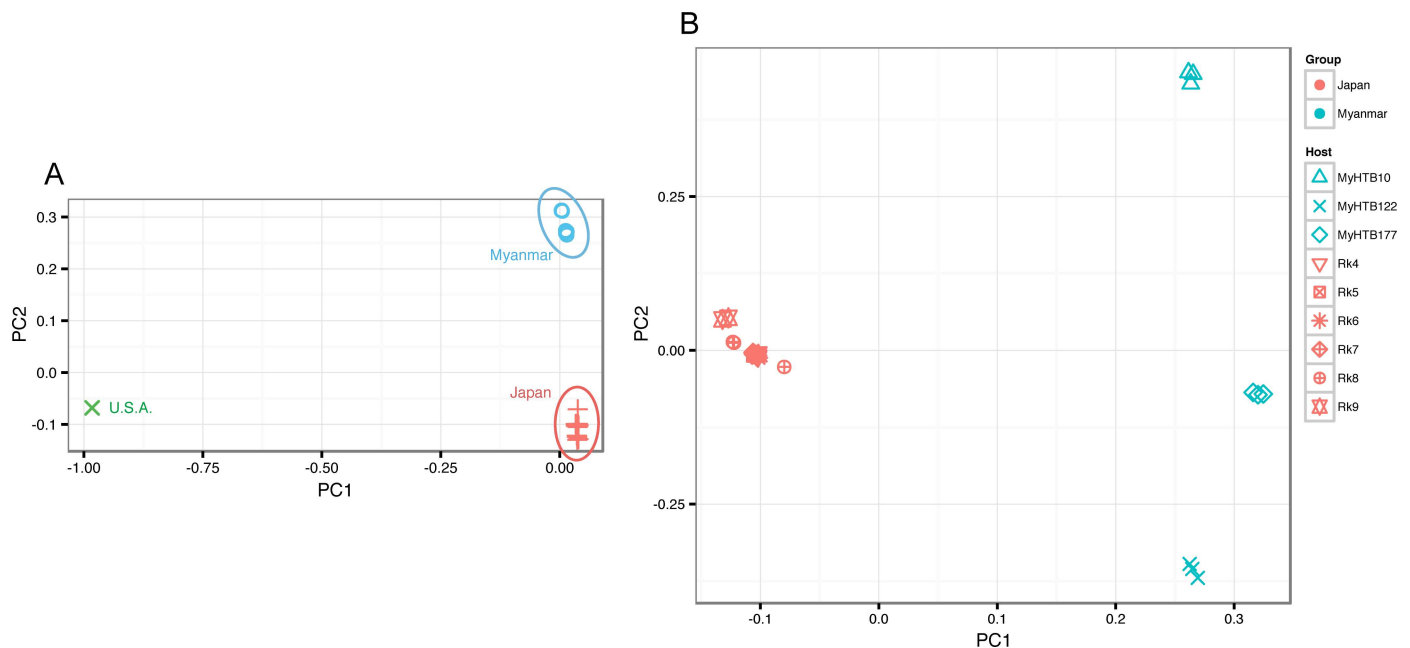 A
0.3
0.2
0.1
0.0
-0.1
PC2
Myanmar
Japan
U.S.A.
-1.00 -0.75 -0.50 -0.25 0.00
PC1
B
0.25
0.00
-0.25
PC2
-0.1 0.0 0.1 0.2 0.3
PC1
Group
Japan
Myanmar
Host
MyHTB10
MyHTB122
MyHTB177
Rk4
Rk5
Rk6
Rk7
Rk8
Rk9